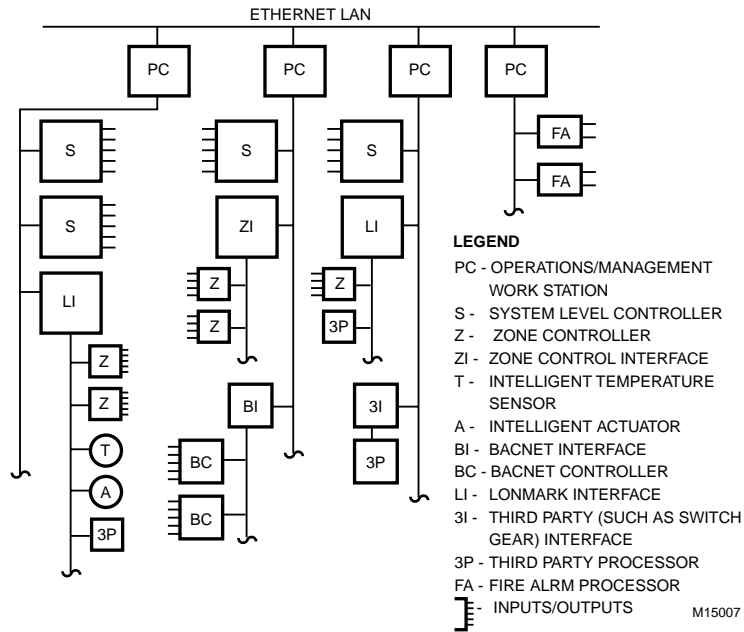 ETHERNET LAN
PC PC PC PC
S S S FA
FA
S ZI LI
LI Z Z
Z 3P
Z
Z BI 3I
T BC 3P
A
BC
3P
LEGEND
PC - OPERATIONS/MANAGEMENT
WORK STATION
S - SYSTEM LEVEL CONTROLLER
Z - ZONE CONTROLLER
ZI - ZONE CONTROL INTERFACE
T - INTELLIGENT TEMPERATURE
SENSOR
A - INTELLIGENT ACTUATOR
BI - BACNET INTERFACE
BC - BACNET CONTROLLER
LI - LONMARK INTERFACE
3I - THIRD PARTY (SUCH AS SWITCH
GEAR) INTERFACE
3P - THIRD PARTY PROCESSOR
FA - FIRE ALRM PROCESSOR
- INPUTS/OUTPUTS
M15007